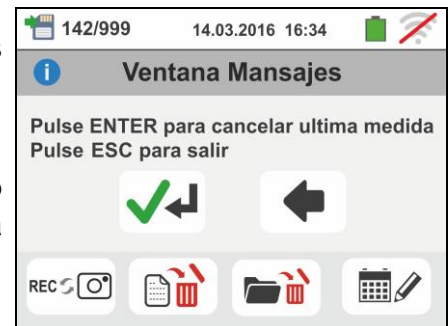 142/999 14.03.2016 16:34
i Ventana Mansajes
Pulse ENTER para cancelar ultima medida
Pulse ESC para salir
REC